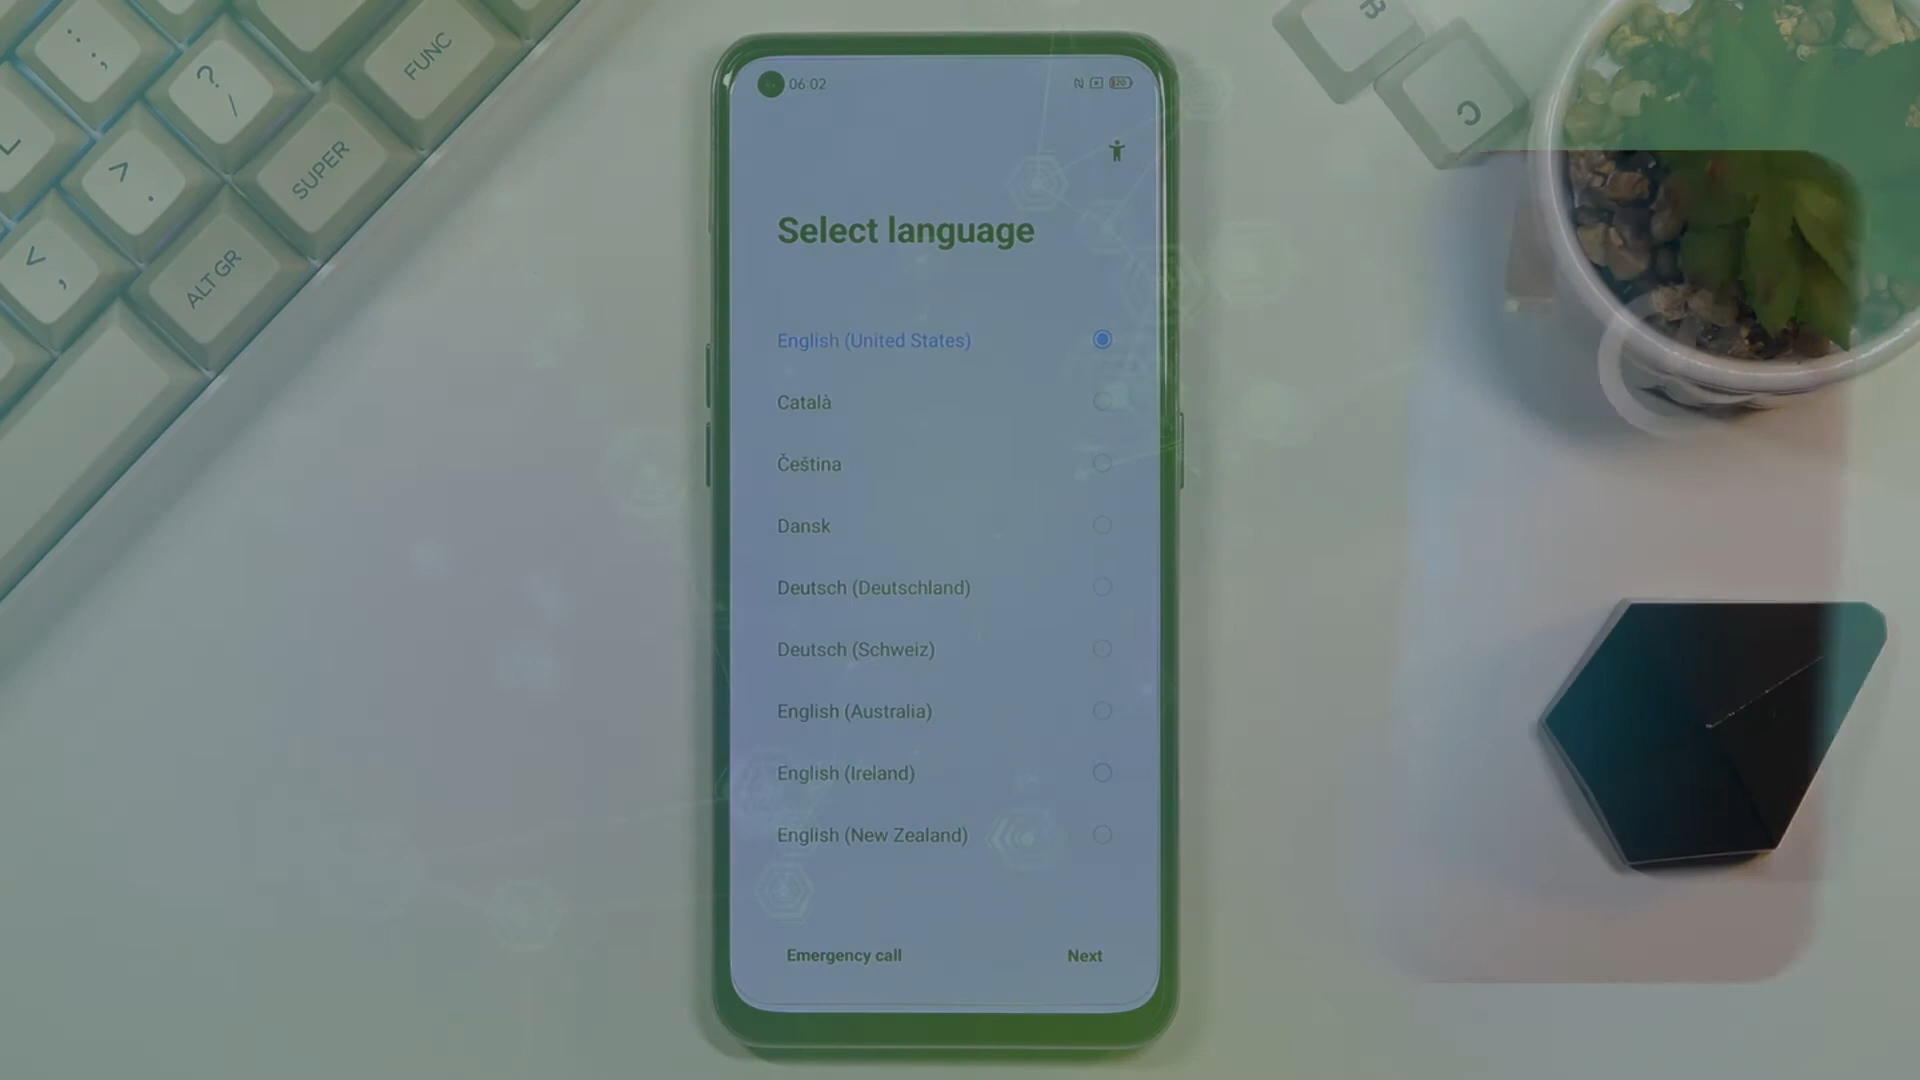 ; :
? /
FUNC
L
> .
SUPER
< ,
ALT GR
B
C
06:02
20
Select language
English (United States)
Català
Čeština
Dansk
Deutsch (Deutschland)
Deutsch (Schweiz)
English (Australia)
English (Ireland)
English (New Zealand)
Emergency call
Next